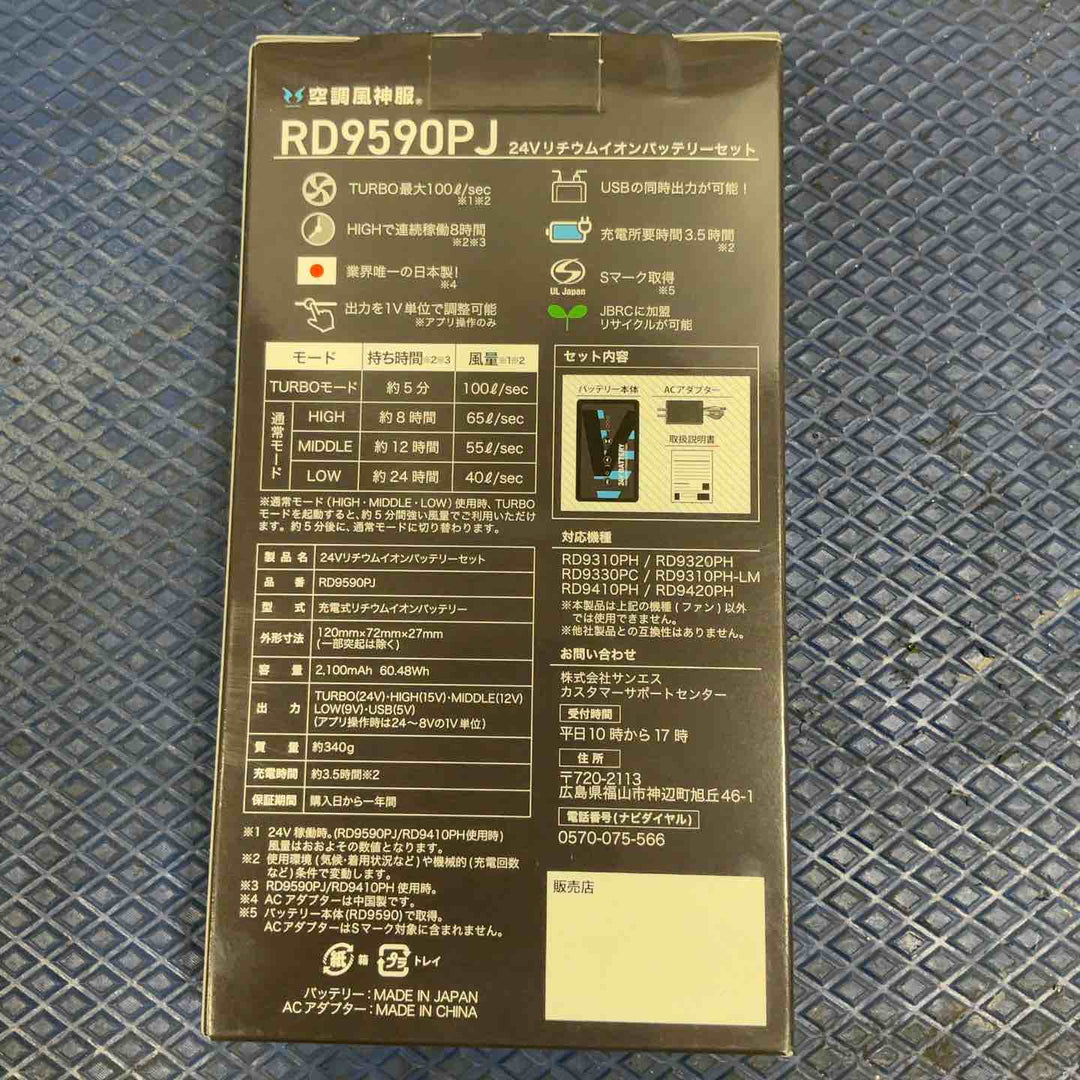 空調風神服®
RD9590PJ 24Vリチウムイオンバッテリーセット
TURBO最大100ℓ/sec
※1※2
HIGHで連続稼働8時間
※2※3
業界唯一の日本製!
※4
出力を1V単位で調整可能
※アプリ操作のみ
USBの同時出力が可能!
充電所要時間3.5時間
※2
UL Japan
Sマーク取得
※5
JBRCに加盟
リサイクルが可能
モード 持ち時間※2※3 風量※1※2
TURBOモード 約5分 100ℓ/sec
通常モード
HIGH 約8時間 65ℓ/sec
MIDDLE 約12時間 55ℓ/sec
LOW 約24時間 40ℓ/sec
※通常モード(HIGH・MIDDLE・LOW)使用時、TURBO
モードを起動すると、約5分間強い風量でご利用いただけ
ます。約5分後に、通常モードに切り替わります。
製品名 24Vリチウムイオンバッテリーセット
品番 RD9590PJ
型式 充電式リチウムイオンバッテリー
外形寸法 120mm×72mm×27mm
(一部突起は除く)
容量 2,100mAh 60.48Wh
出力 TURBO(24V)・HIGH(15V)・MIDDLE(12V)
LOW(9V)・USB(5V)
(アプリ操作時は24〜8Vの1V単位)
質量 約340g
充電時間 約3.5時間※2
保証期間 購入日から一年間
※1 24V稼働時。(RD9590PJ/RD9410PH使用時)
風量はおおよその数値となります。
※2 使用環境(気候・着用状況など)や機械的(充電回数
など)条件で変動します。
※3 RD9590PJ/RD9410PH 使用時。
※4 ACアダプターは中国製です。
※5 バッテリー本体(RD9590)で取得。
ACアダプターはSマーク対象に含まれません。
紙 箱 プラ トレイ
バッテリー:MADE IN JAPAN
ACアダプター:MADE IN CHINA
セット内容
バッテリー本体
ACアダプター
取扱説明書
24V BATTERY
対応機種
RD9310PH / RD9320PH
RD9330PC / RD9310PH-LM
RD9410PH / RD9420PH
※本製品は上記の機種(ファン)以外
では使用できません。
※他社製品との互換性はありません。
お問い合わせ
株式会社サンエス
カスタマーサポートセンター
受付時間
平日10時から17時
住所
〒720-2113
広島県福山市神辺町旭丘46-1
電話番号(ナビダイヤル)
0570-075-566
販売店